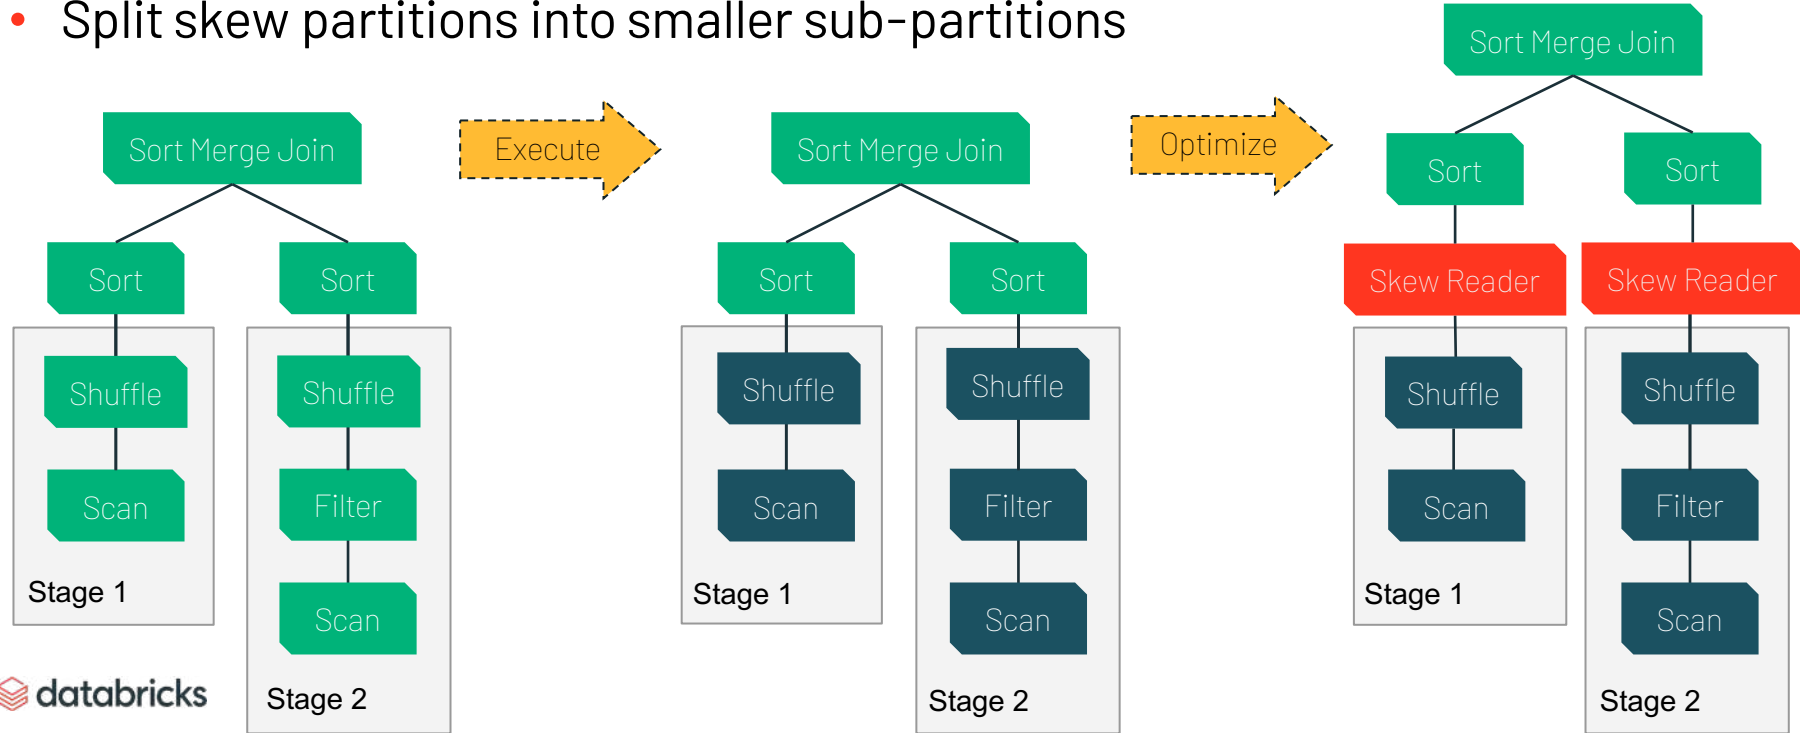 • Split skew partitions into smaller sub-partitions
Sort Merge Join
Sort
Sort
Shuffle
Shuffle
Scan
Filter
Scan
Stage 1
Stage 2
Execute
Sort Merge Join
Sort
Sort
Shuffle
Shuffle
Scan
Filter
Scan
Stage 1
Stage 2
Optimize
Sort Merge Join
Sort
Sort
Skew Reader
Skew Reader
Shuffle
Shuffle
Scan
Filter
Scan
Stage 1
Stage 2
databricks